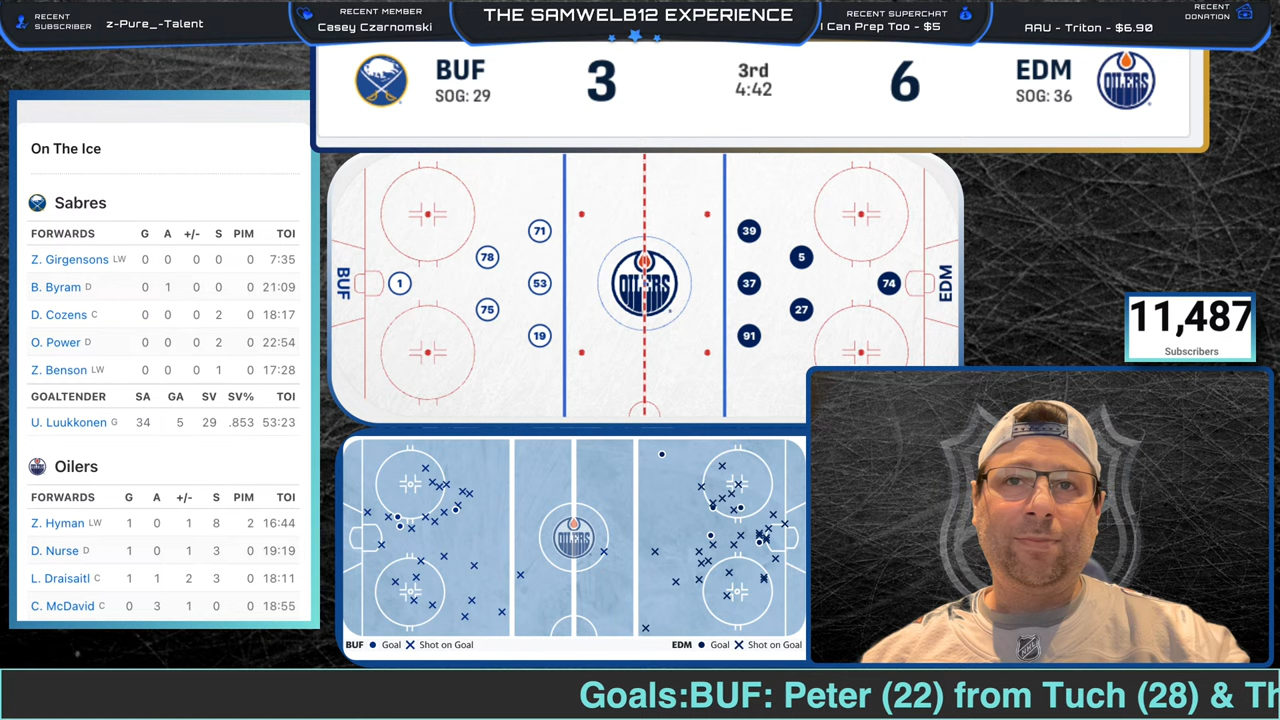 RECENT SUBSCRIBER z-Pure_-Talent
RECENT MEMBER
Casey Czarnomski
THE SAMWELB12 EXPERIENCE
RECENT SUPERCHAT
I Can Prep Too - $5
RECENT DONATION
AAU - Triton - $6.90
BUF
SOG: 29
3
3rd
4:42
6
EDM
SOG: 36
OILERS
On The Ice
Sabres
FORWARDS G A +/- S PIM TOI
Z. Girgensons LW 0 0 0 0 0 7:35
B. Byram D 0 1 0 0 0 21:09
D. Cozens C 0 0 0 2 0 18:17
O. Power D 0 0 0 2 0 22:54
Z. Benson LW 0 0 0 1 0 17:28
GOALTENDER SA GA SV SV% TOI
U. Luukkonen G 34 5 29 .853 53:23
Oilers
FORWARDS G A +/- S PIM TOI
Z. Hyman LW 1 0 1 8 2 16:44
D. Nurse D 1 0 1 3 0 19:19
L. Draisaitl C 1 1 2 3 0 18:11
C. McDavid C 0 3 1 0 0 18:55
BUF
1
78
75
71
53
19
OILERS
39
37
91
5
27
74
EDM
OILERS
BUF Goal Shot on Goal
EDM Goal Shot on Goal
11,487
Subscribers
NHL
Goals:BUF: Peter (22) from Tuch (28) & Th